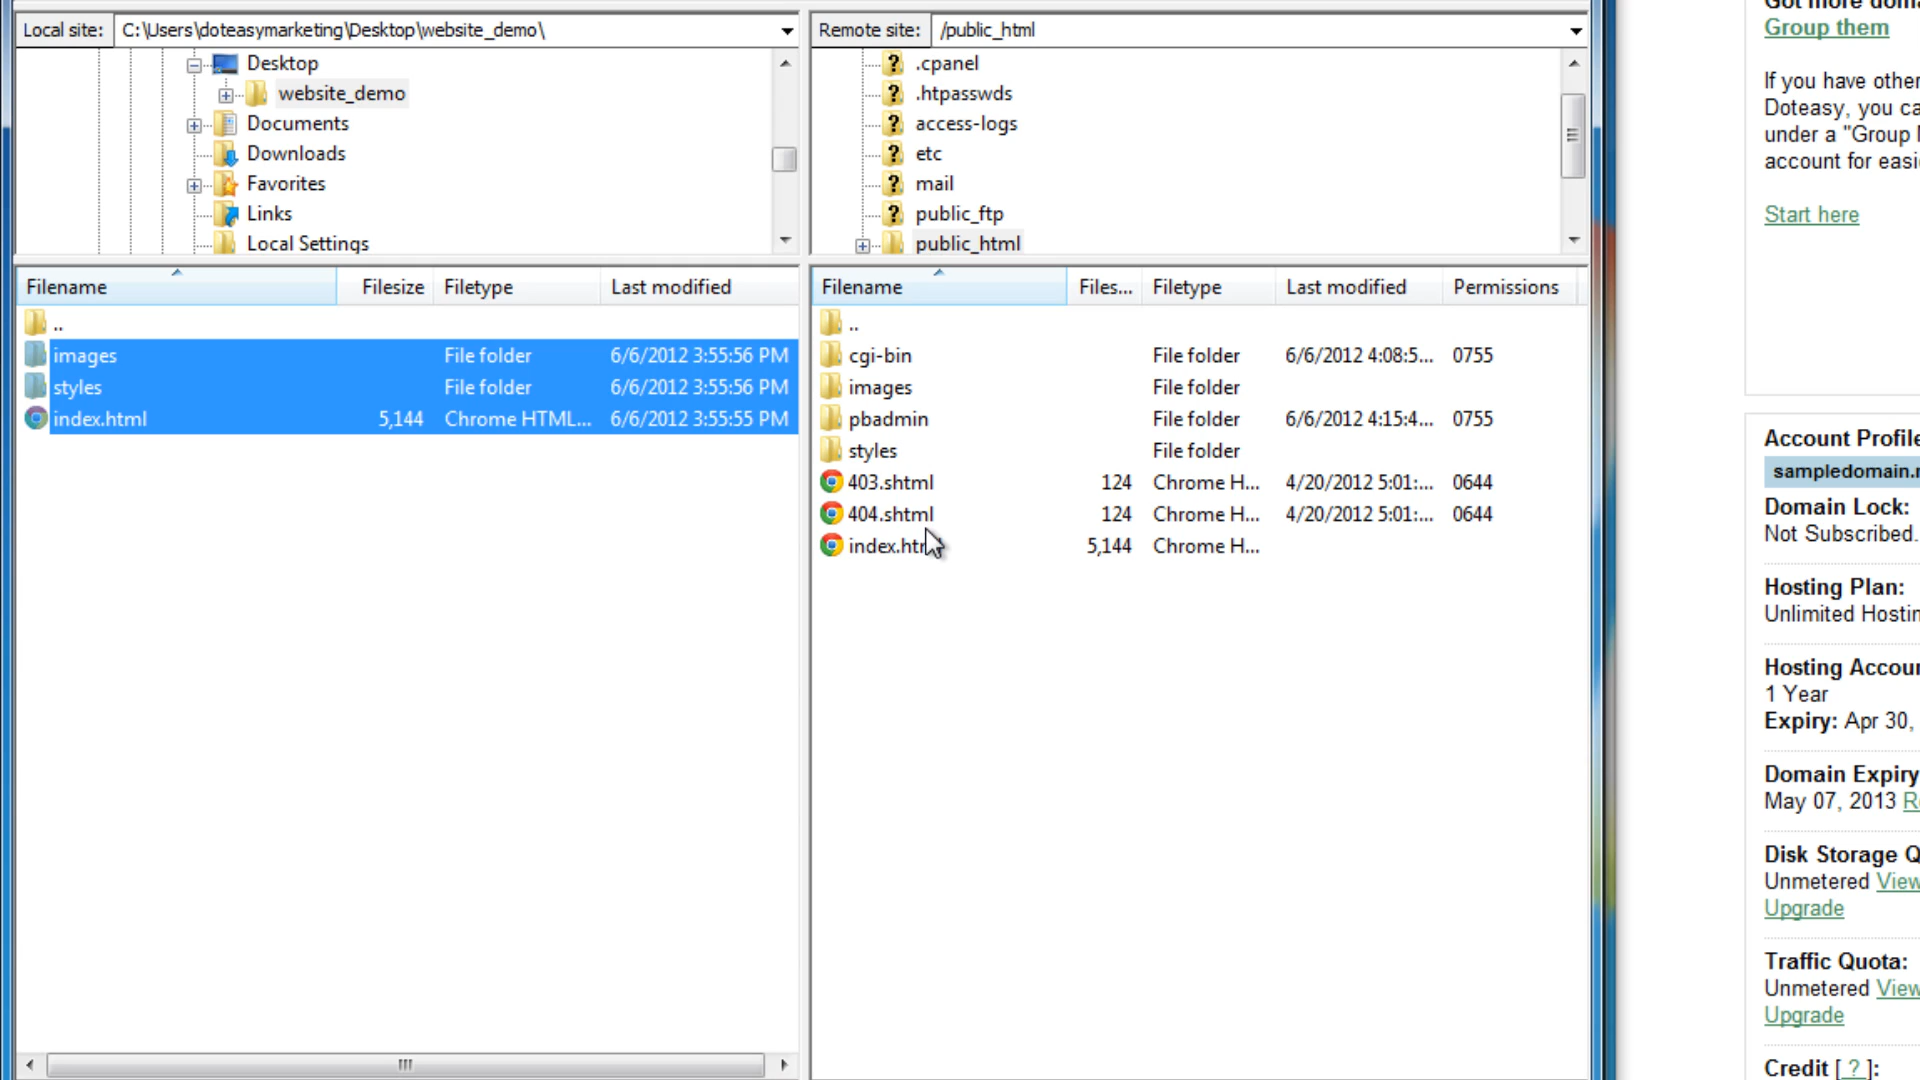 Local site: C:\Users\doteasymarketing\Desktop\website_demo\
Desktop
website_demo
Documents
Downloads
Favorites
Links
Local Settings
Filename Filesize Filetype Last modified
..
images File folder 6/6/2012 3:55:56 PM
styles File folder 6/6/2012 3:55:56 PM
index.html 5,144 Chrome HTML... 6/6/2012 3:55:55 PM
Remote site: /public_html
.cpanel
.htpasswds
access-logs
etc
mail
public_ftp
public_html
Filename Files... Filetype Last modified Permissions
..
cgi-bin File folder 6/6/2012 4:08:5... 0755
images File folder
pbadmin File folder 6/6/2012 4:15:4... 0755
styles File folder
403.shtml 124 Chrome H... 4/20/2012 5:01:... 0644
404.shtml 124 Chrome H... 4/20/2012 5:01:... 0644
index.html 5,144 Chrome H...
Got more
Group them
If you have other
Doteasy, you
under a "Group
account for
Start here
Account Profile
sampledomain.
Domain Lock:
Not Subscribed.
Hosting Plan:
Unlimited
Hosting
1 Year
Expiry: Apr 30,
Domain Expiry
May 07, 2013
Disk Storage
Unmetered View
Upgrade
Traffic Quota:
Unmetered View
Upgrade
Credit [ ? ]: